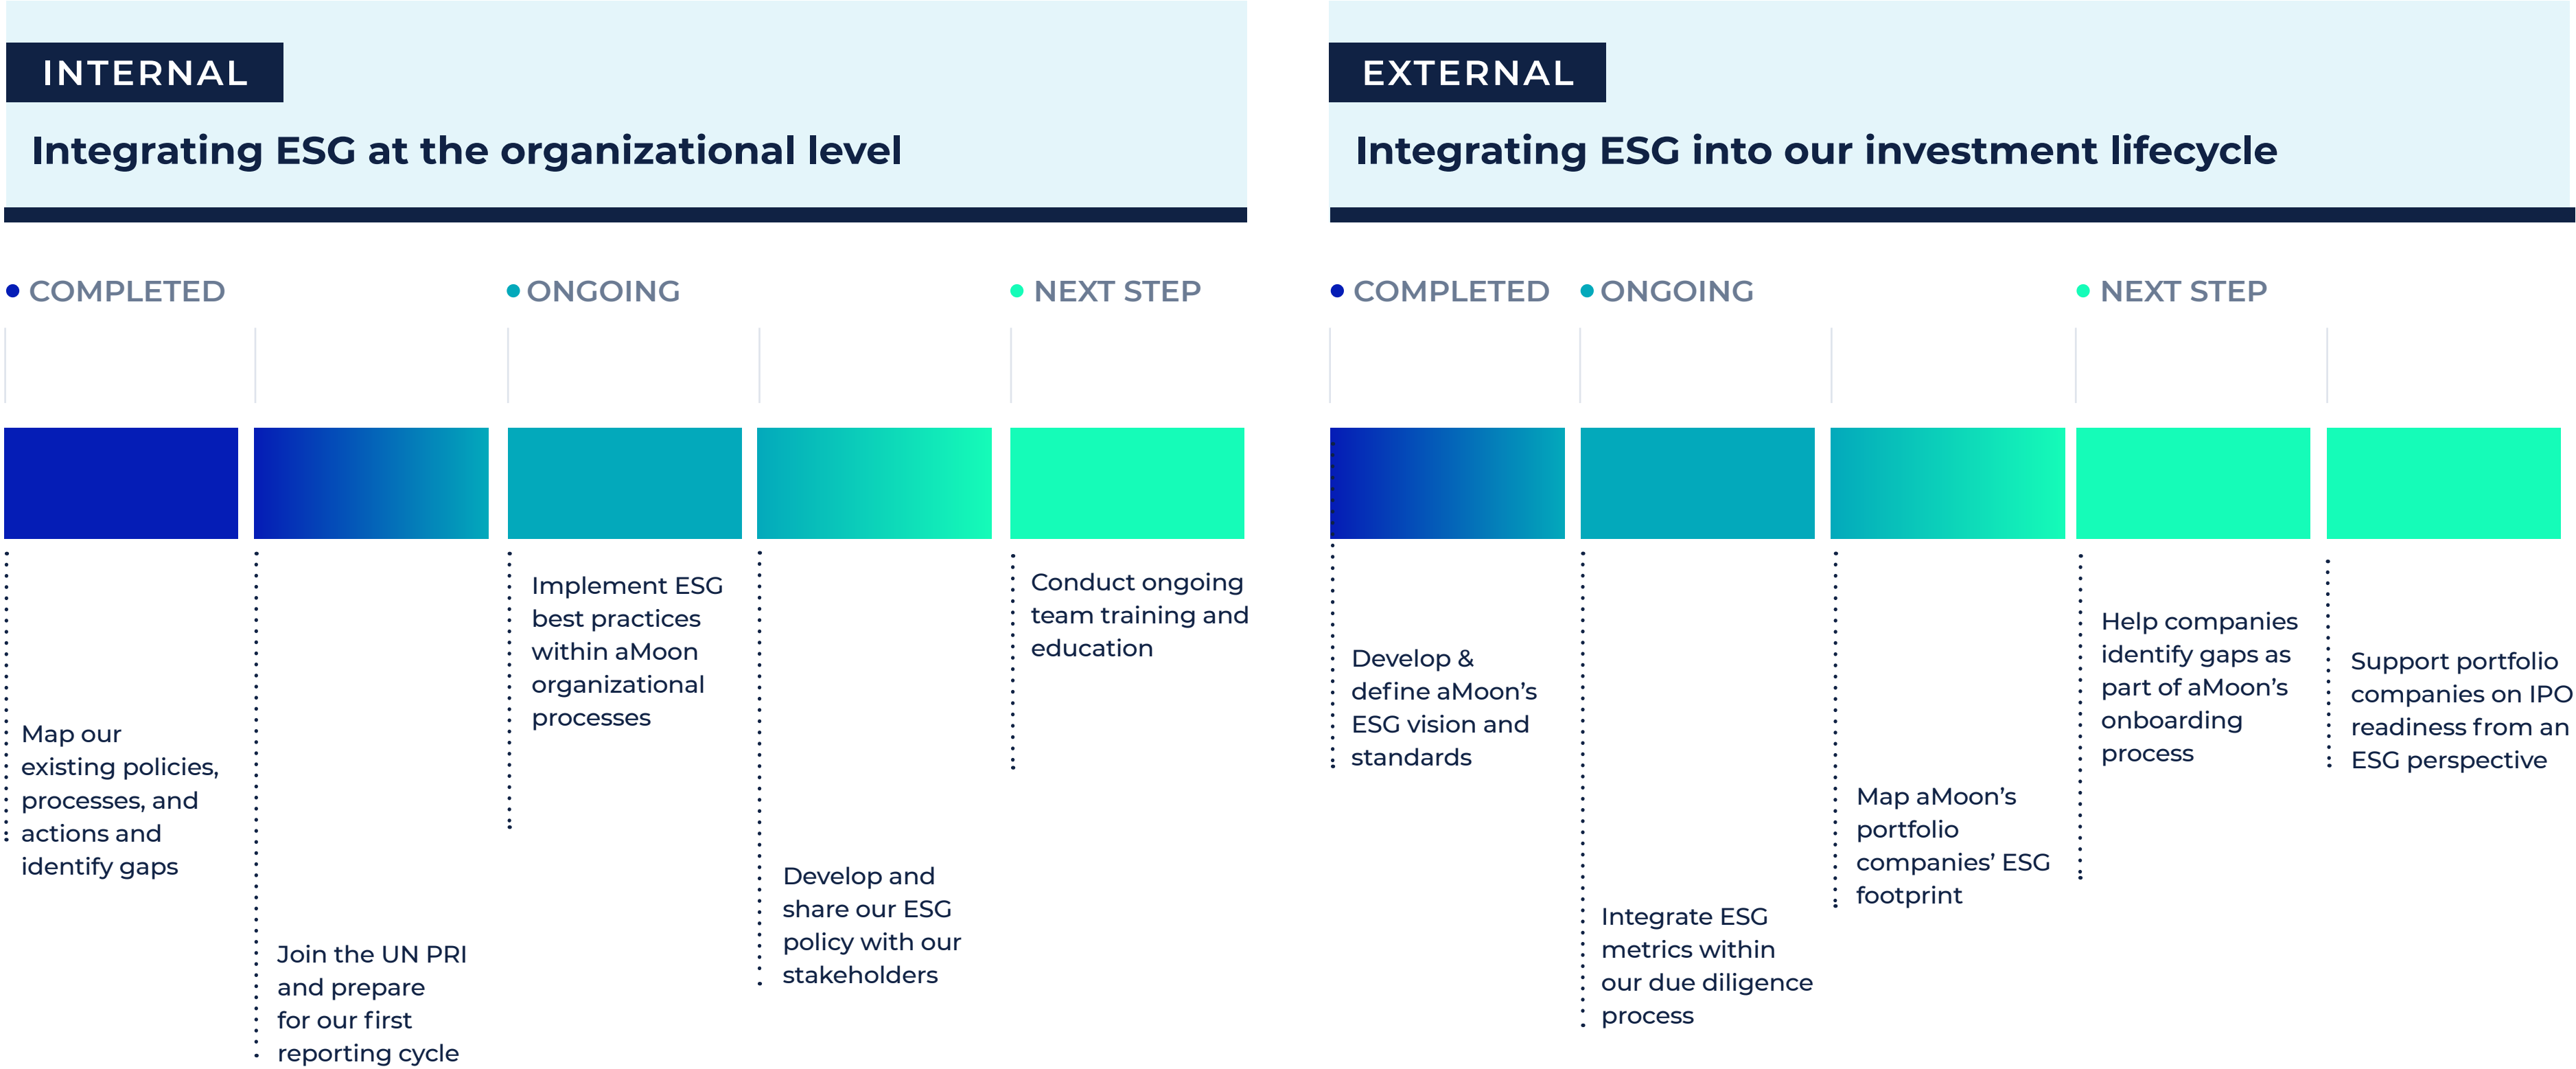 INTERNAL
Integrating ESG at the organizational level
COMPLETED
ONGOING
NEXT STEP
Map our
existing policies,
processes, and
actions and
identify gaps
Join the UN PRI
and prepare
for our first
reporting cycle
Implement ESG
best practices
within aMoon
organizational
processes
Develop and
share our ESG
policy with our
stakeholders
Conduct ongoing
team training and
education
EXTERNAL
Integrating ESG into our investment lifecycle
COMPLETED
ONGOING
NEXT STEP
Develop &
define aMoon’s
ESG vision and
standards
Integrate ESG
metrics within
our due diligence
process
Map aMoon’s
portfolio
companies’ ESG
footprint
Help companies
identify gaps as
part of aMoon’s
onboarding
process
Support portfolio
companies on IPO
readiness from an
ESG perspective